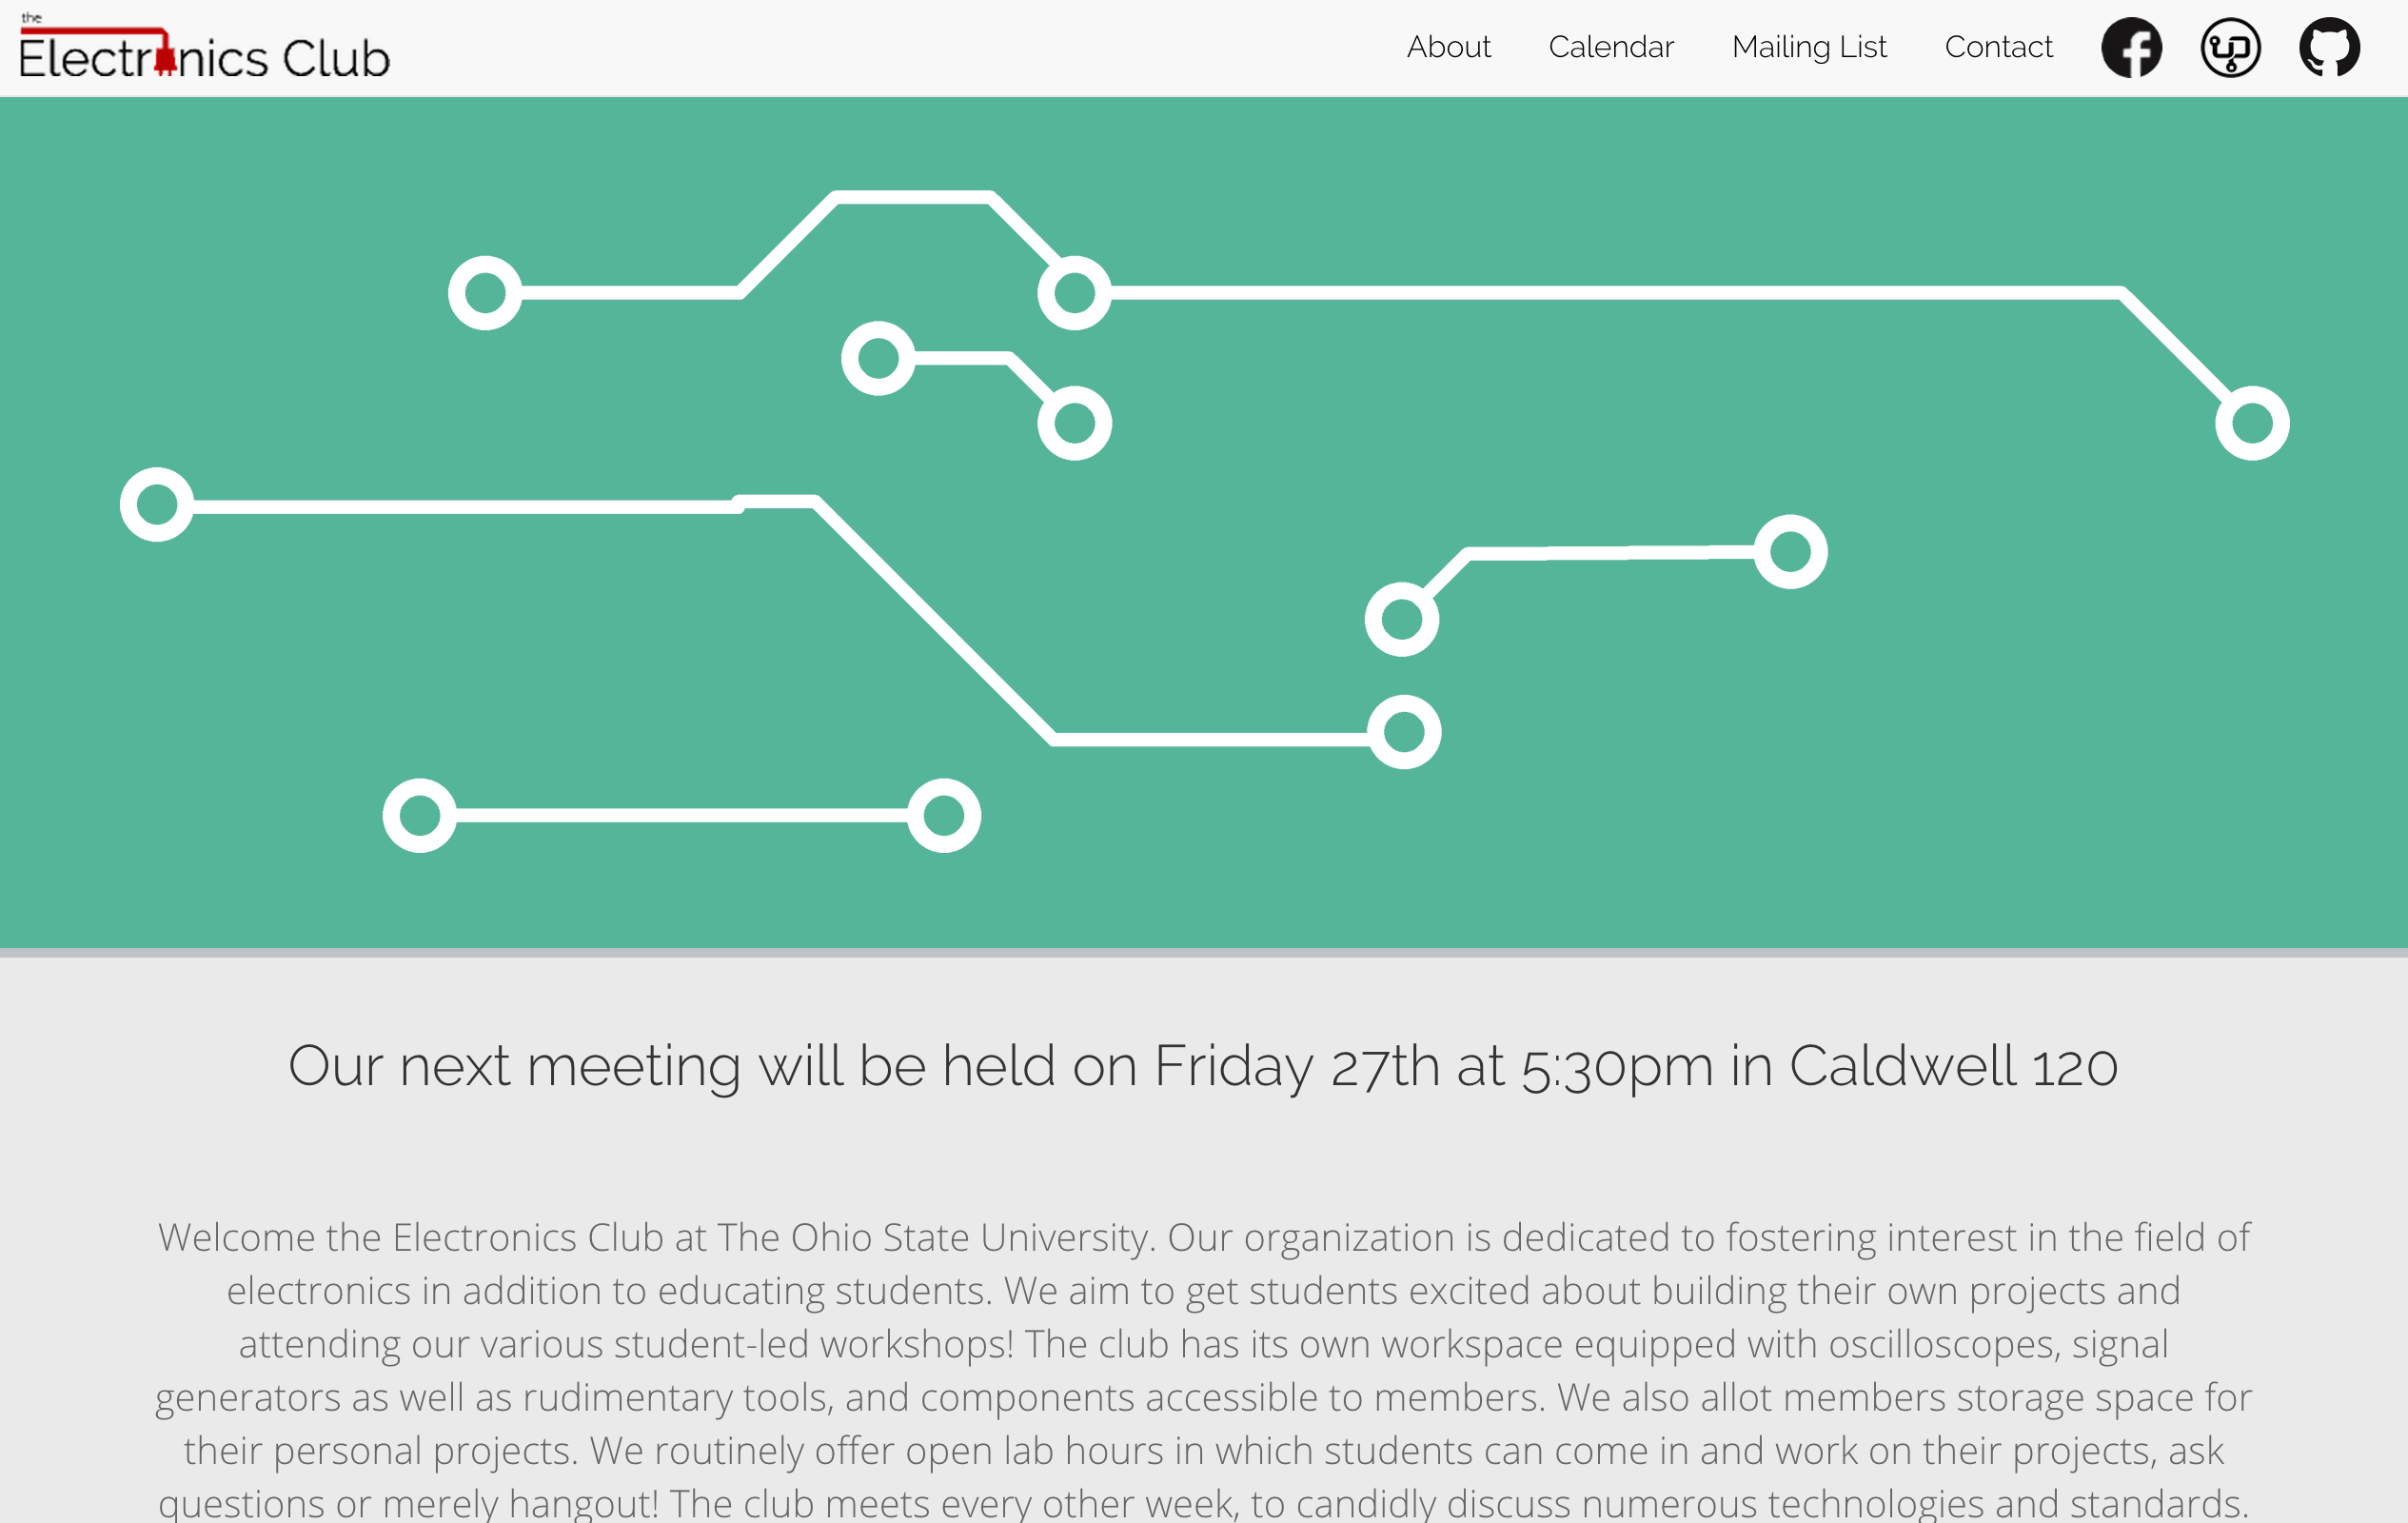 the
Electronics Club
About Calendar Mailing List Contact
Our next meeting will be held on Friday 27th at 5:30pm in Caldwell 120
Welcome the Electronics Club at The Ohio State University. Our organization is dedicated to fostering interest in the field of
electronics in addition to educating students. We aim to get students excited about building their own projects and
attending our various student-led workshops! The club has its own workspace equipped with oscilloscopes, signal
generators as well as rudimentary tools, and components accessible to members. We also allot members storage space for
their personal projects. We routinely offer open lab hours in which students can come in and work on their projects, ask
questions or merely hangout! The club meets every other week, to candidly discuss numerous technologies and standards.